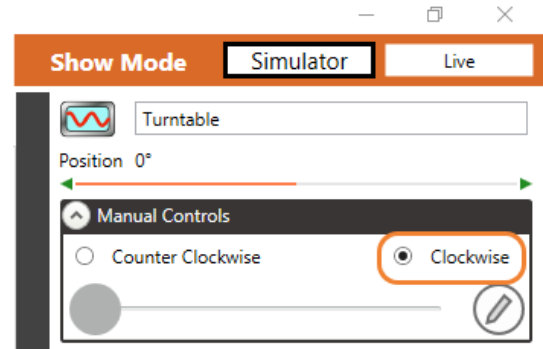 Show Mode Simulator Live
Turntable
Position 0°
Manual Controls
Counter Clockwise Clockwise